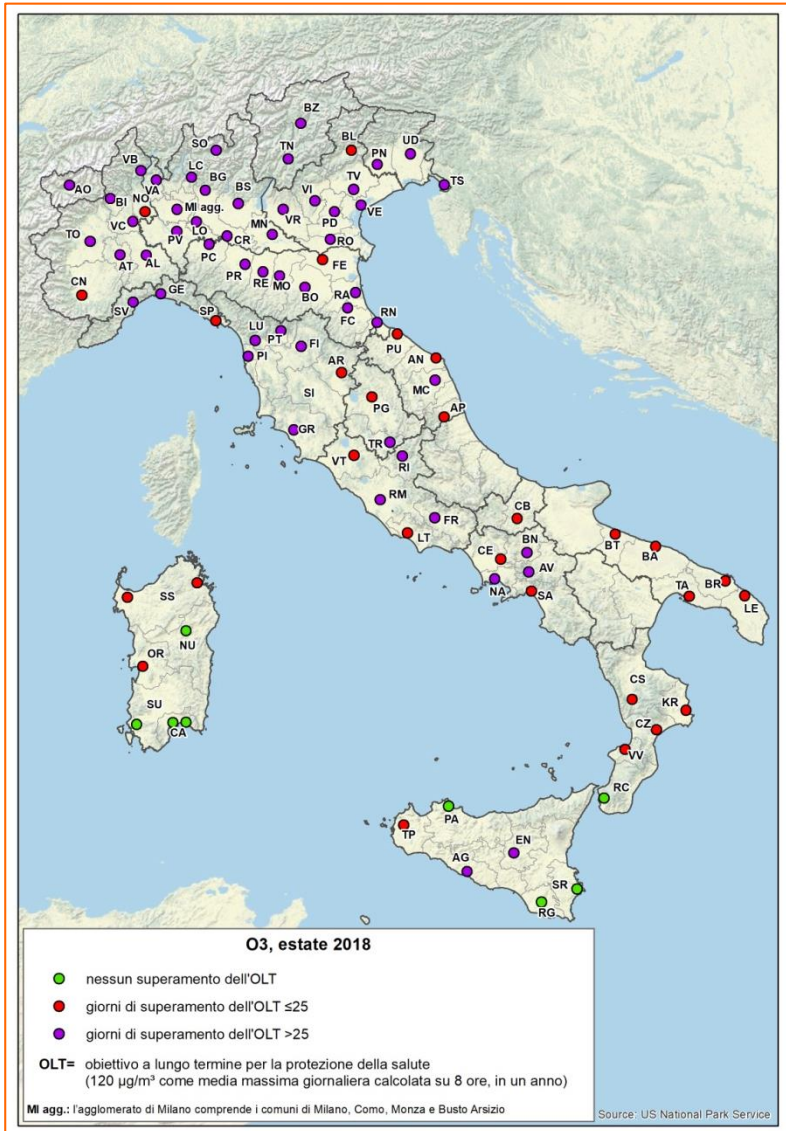 BZ
SO
BL
UD
VB
LC
TN
PN
AO
VA
BG
TV
TS
BI
NO
BS
VI
MI agg.
VE
VC
MN
VR
PD
TO
LO
PV
CR
RO
PC
AT
AL
FE
PR
RE
MO
CN
BO
RA
GE
SV
FC
RN
SP
LU
PT
PU
FI
PI
AN
AR
MC
SI
PG
AP
GR
TR
VT
RI
RM
CB
FR
BN
LT
CE
BT
BA
AV
SS
NA
SA
TA
BR
LE
NU
OR
CS
SU
KR
CA
CZ
VV
RC
PA
TP
EN
AG
SR
RG
O3, estate 2018
nessun superamento dell'OLT
giorni di superamento dell'OLT ≤25
giorni di superamento dell'OLT >25
OLT= obiettivo a lungo termine per la protezione della salute
(120 µg/m³ come media massima giornaliera calcolata su 8 ore, in un anno)
MI agg.: l'agglomerato di Milano comprende i comuni di Milano, Como, Monza e Busto Arsizio
Source: US National Park Service